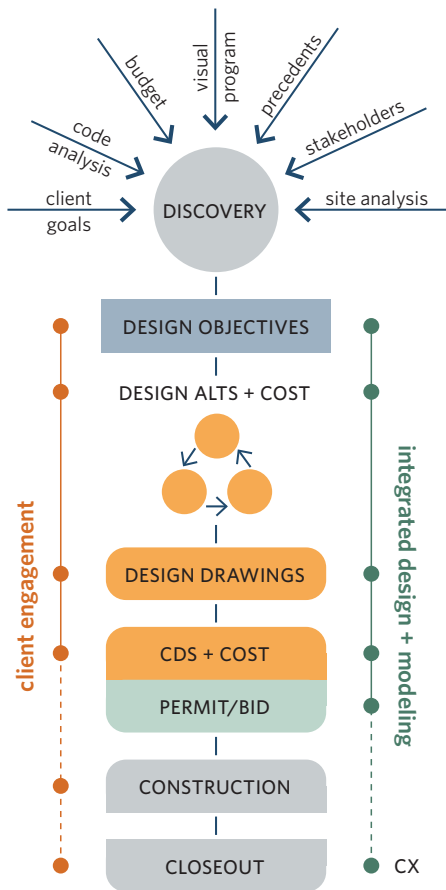 budget
visual
program
precedents
code
analysis
stakeholders
client
goals
DISCOVERY
site analysis
DESIGN OBJECTIVES
DESIGN ALTS + COST
client engagement
integrated design + modeling
DESIGN DRAWINGS
CDS + COST
PERMIT/BID
CONSTRUCTION
CLOSEOUT
CX